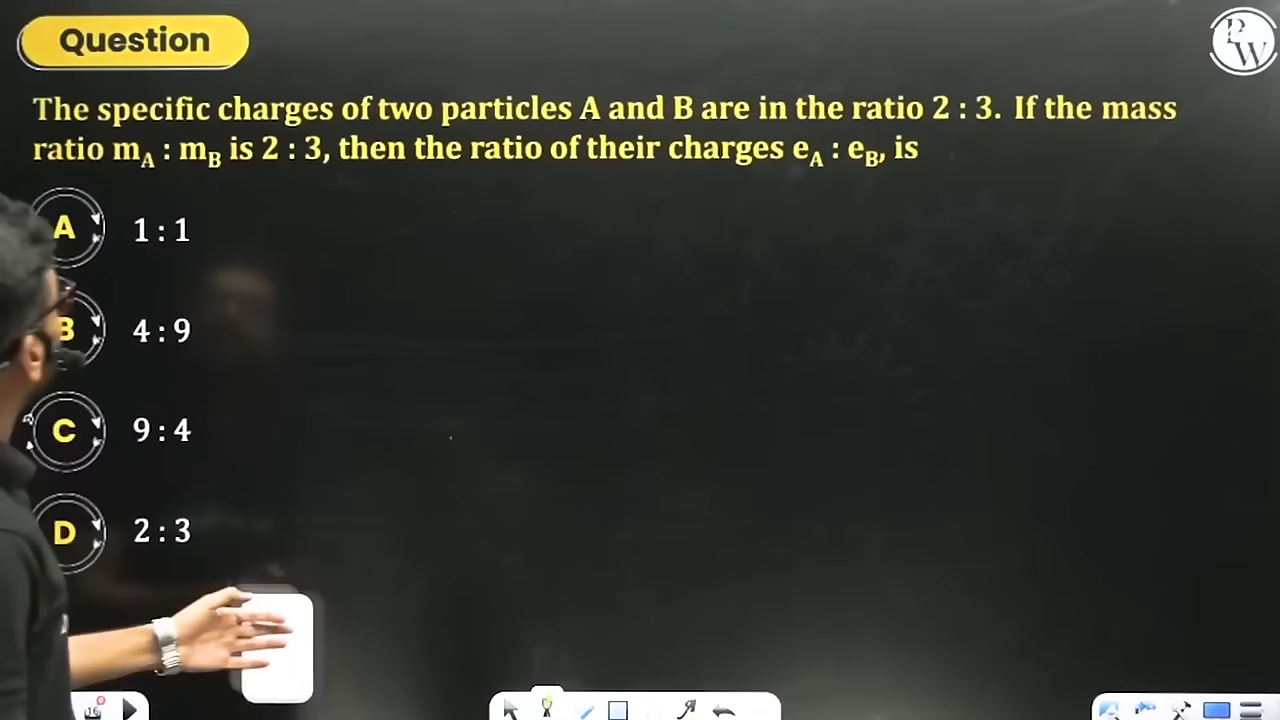 Question
PW
The specific charges of two particles A and B are in the ratio 2 : 3. If the mass
ratio m_A : m_B is 2 : 3, then the ratio of their charges e_A : e_B, is
A 1 : 1
B 4 : 9
C 9 : 4
D 2 : 3
16